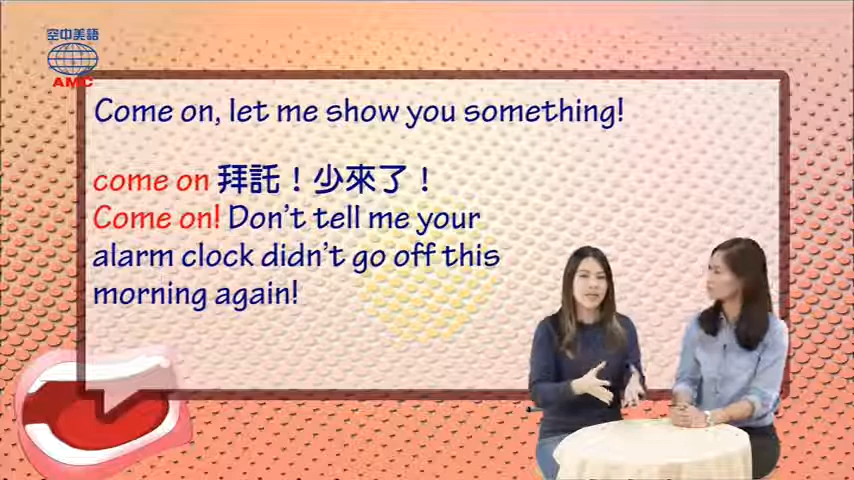 空中美語
AMC
Come on, let me show you something!
come on 拜託！少來了！
Come on! Don't tell me your
alarm clock didn't go off this
morning again!